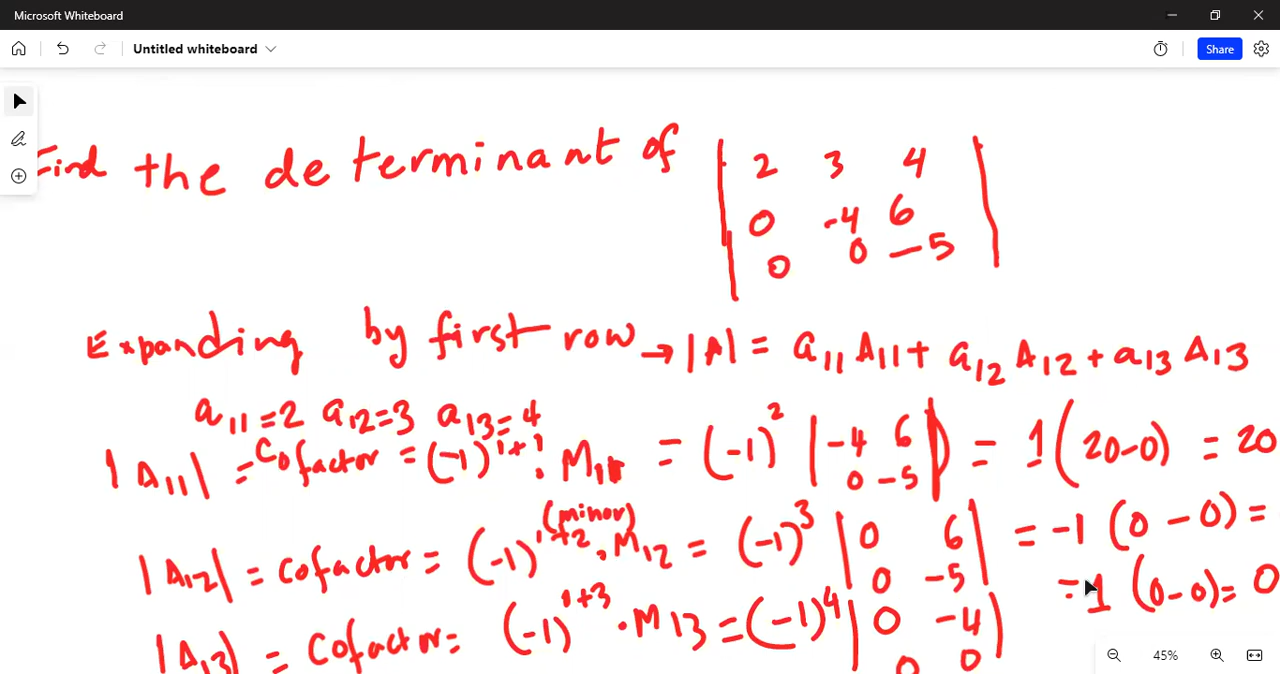 Microsoft Whiteboard
Untitled whiteboard
Share
Find the determinant of | 2 3 4 |
0 -4 6
0 0 -5
Expanding by first row → |A| = a11 A11 + a12 A12 + a13 A13
a11=2 a12=3 a13=4
|A11| = Cofactor = (-1)^1+1 . M11 = (-1)^2 | -4 6 | = 1(20-0) = 20
0 -5
(minor)
|A12| = cofactor = (-1)^1+2 . M12 = (-1)^3 | 0 6 | = -1 (0 - 0) =
0 -5
|A13| = Cofactor = (-1)^1+3 . M13 = (-1)^4 | 0 -4 | = 1 (0-0) = 0
0 0
45%